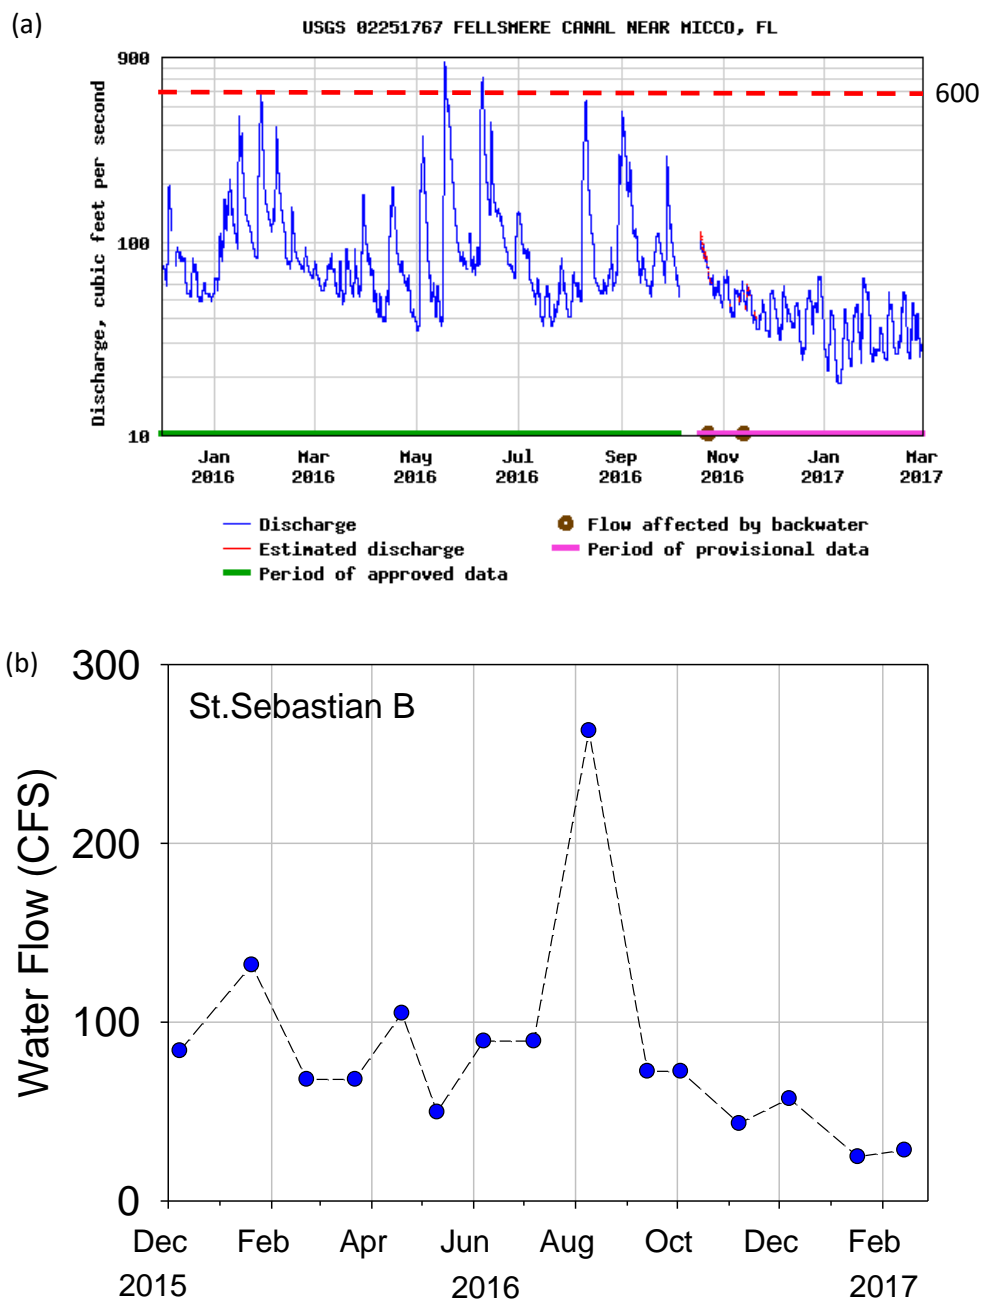 (a)
USGS 02251767 FELLSMERE CANAL NEAR MICCO, FL
Discharge, cubic feet per second
900
600
100
10
Jan Mar May Jul Sep Nov Jan Mar
2016 2016 2016 2016 2016 2016 2017 2017
Discharge
Estimated discharge
Period of approved data
Flow affected by backwater
Period of provisional data
(b)
St.Sebastian B
Water Flow (CFS)
300
200
100
0
Dec Feb Apr Jun Aug Oct Dec Feb
2015 2016 2017